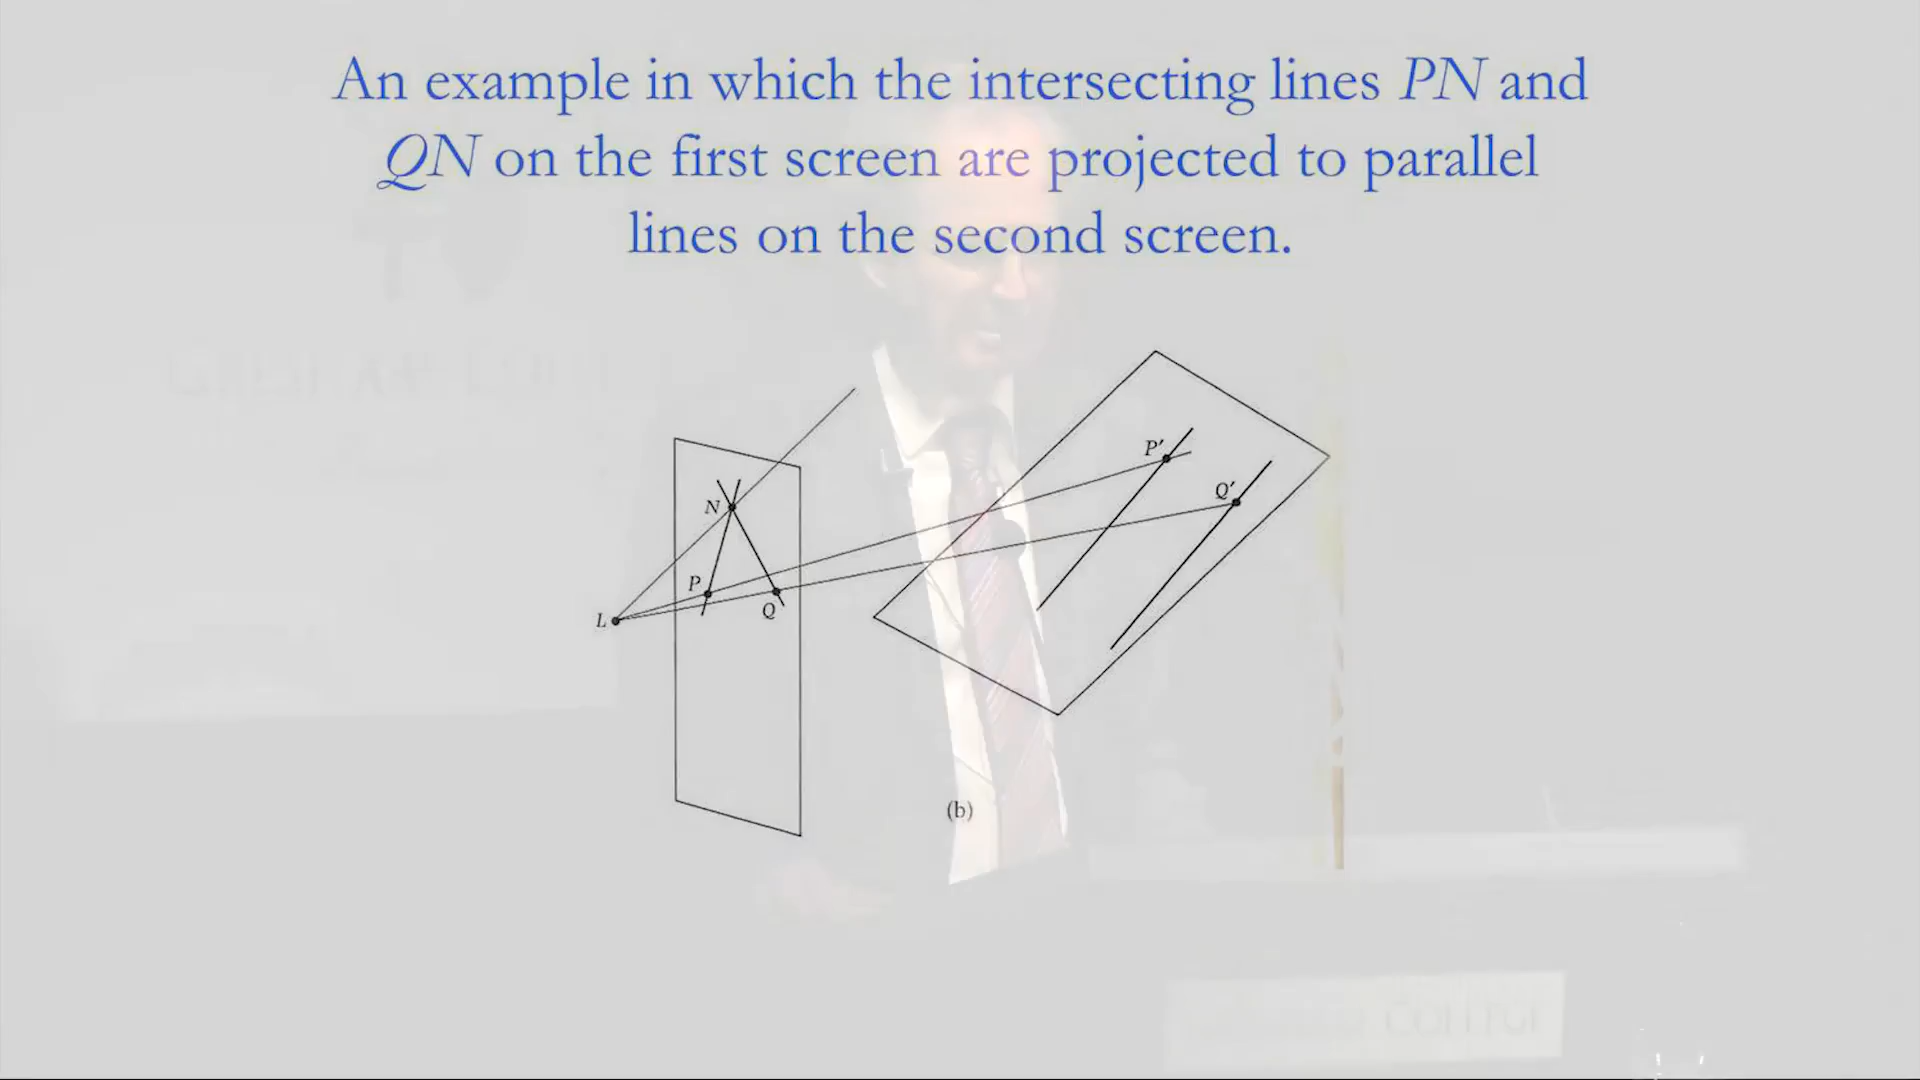 An example in which the intersecting lines PN and
QN on the first screen are projected to parallel
lines on the second screen.
P′
Q′
N
P
Q
L
(b)